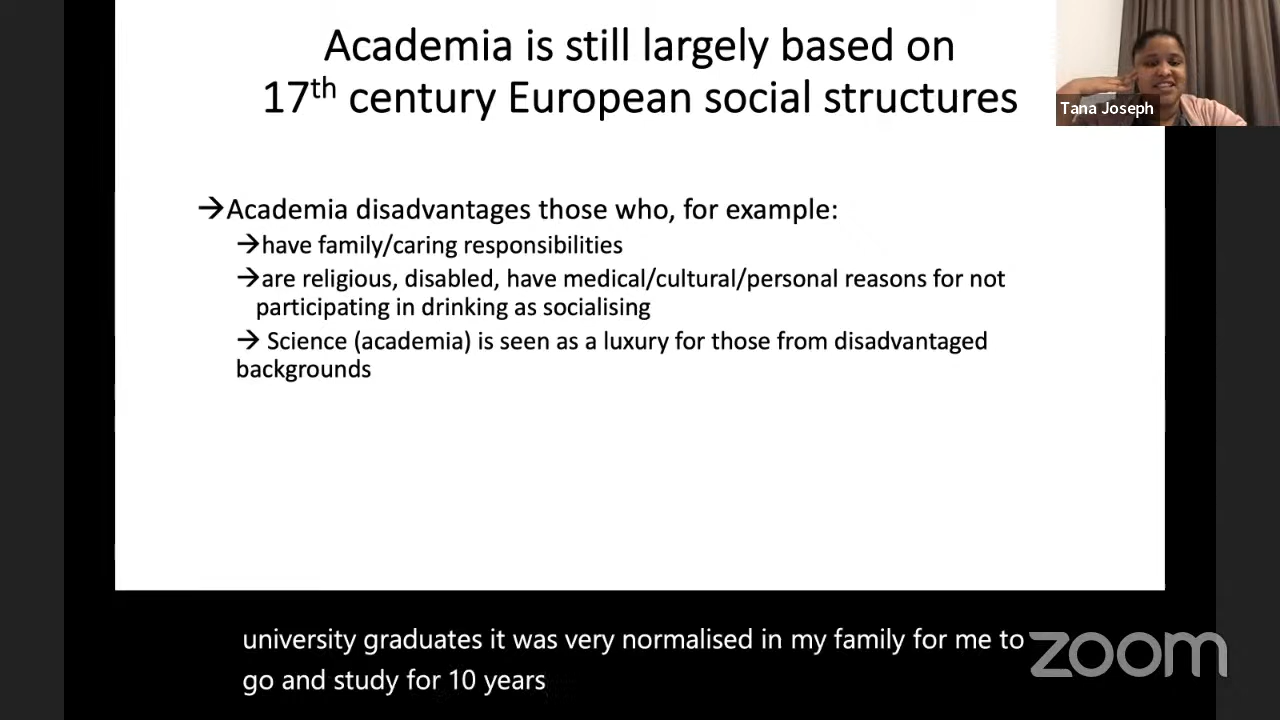 Academia is still largely based on
17th century European social structures
Tana Joseph
→Academia disadvantages those who, for example:
→have family/caring responsibilities
→are religious, disabled, have medical/cultural/personal reasons for not
participating in drinking as socialising
→ Science (academia) is seen as a luxury for those from disadvantaged
backgrounds
university graduates it was very normalised in my family for me to
go and study for 10 years
zoom